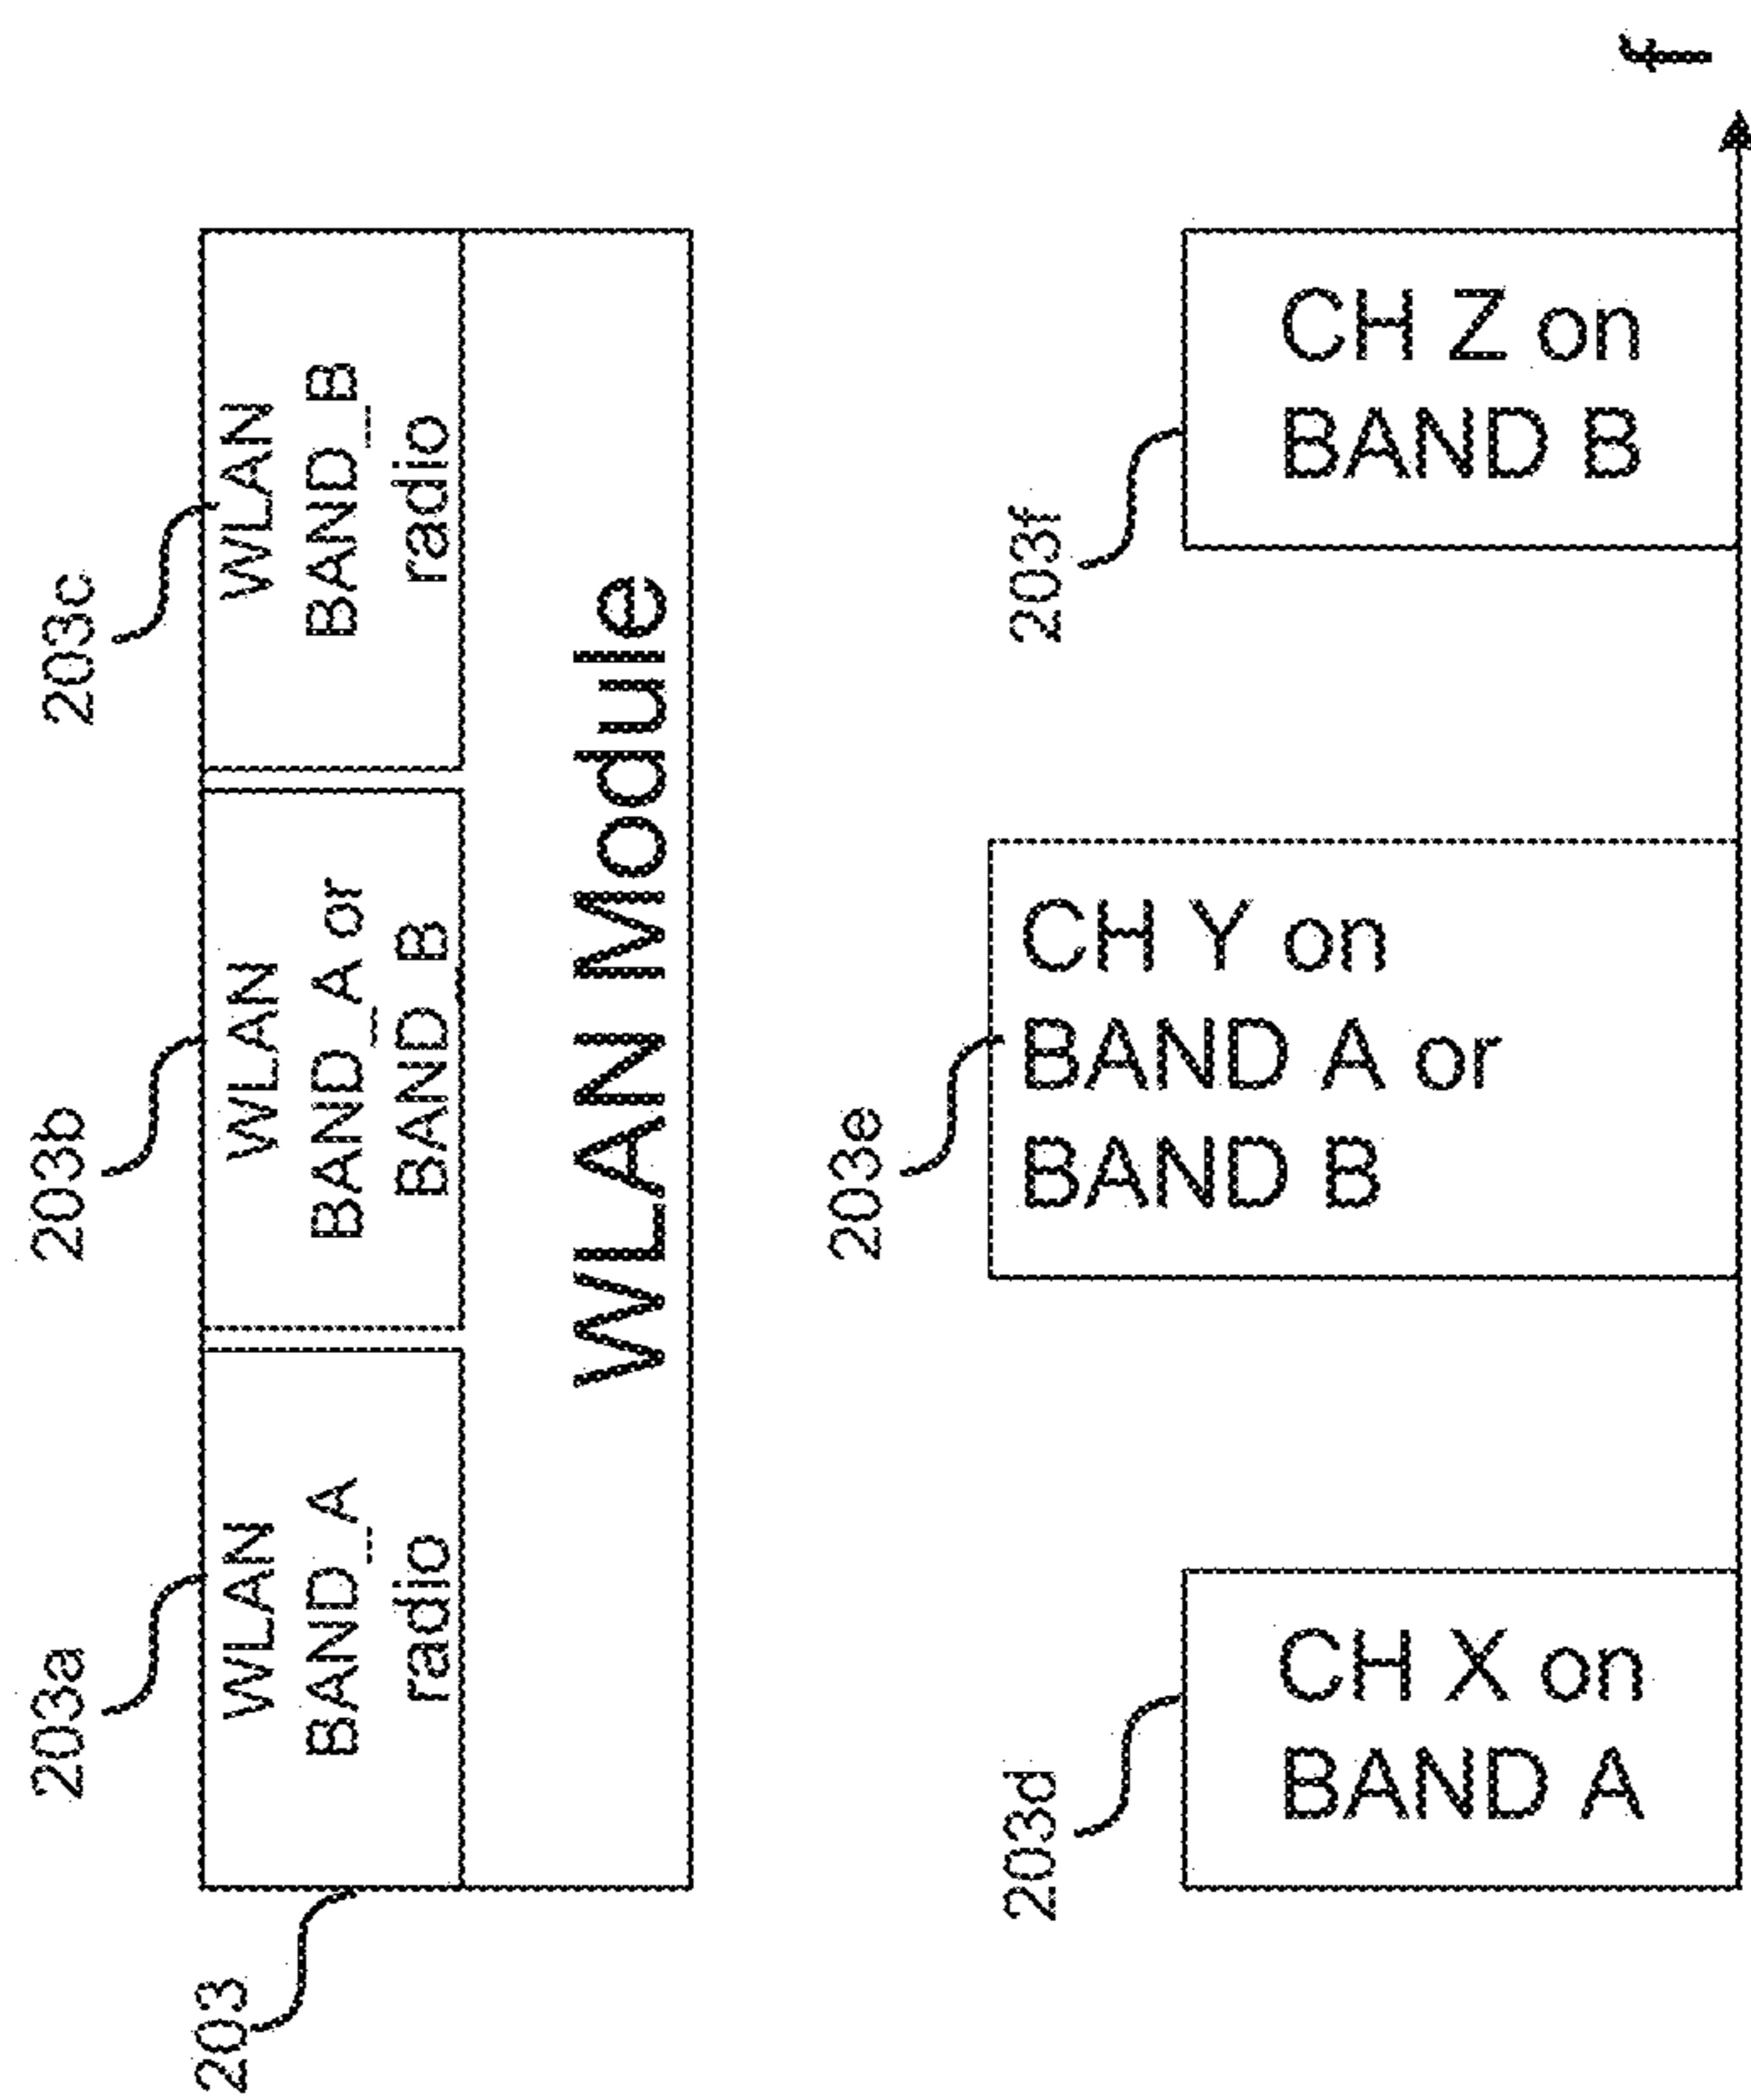 203a
203b
203c
203
WLAN
BAND_A
radio
WLAN
BAND_A or
BAND_B
WLAN
BAND_B
radio
WLAN Module
203d
203e
203f
CH X on
BAND A
CH Y on
BAND A or
BAND B
CH Z on
BAND B
f